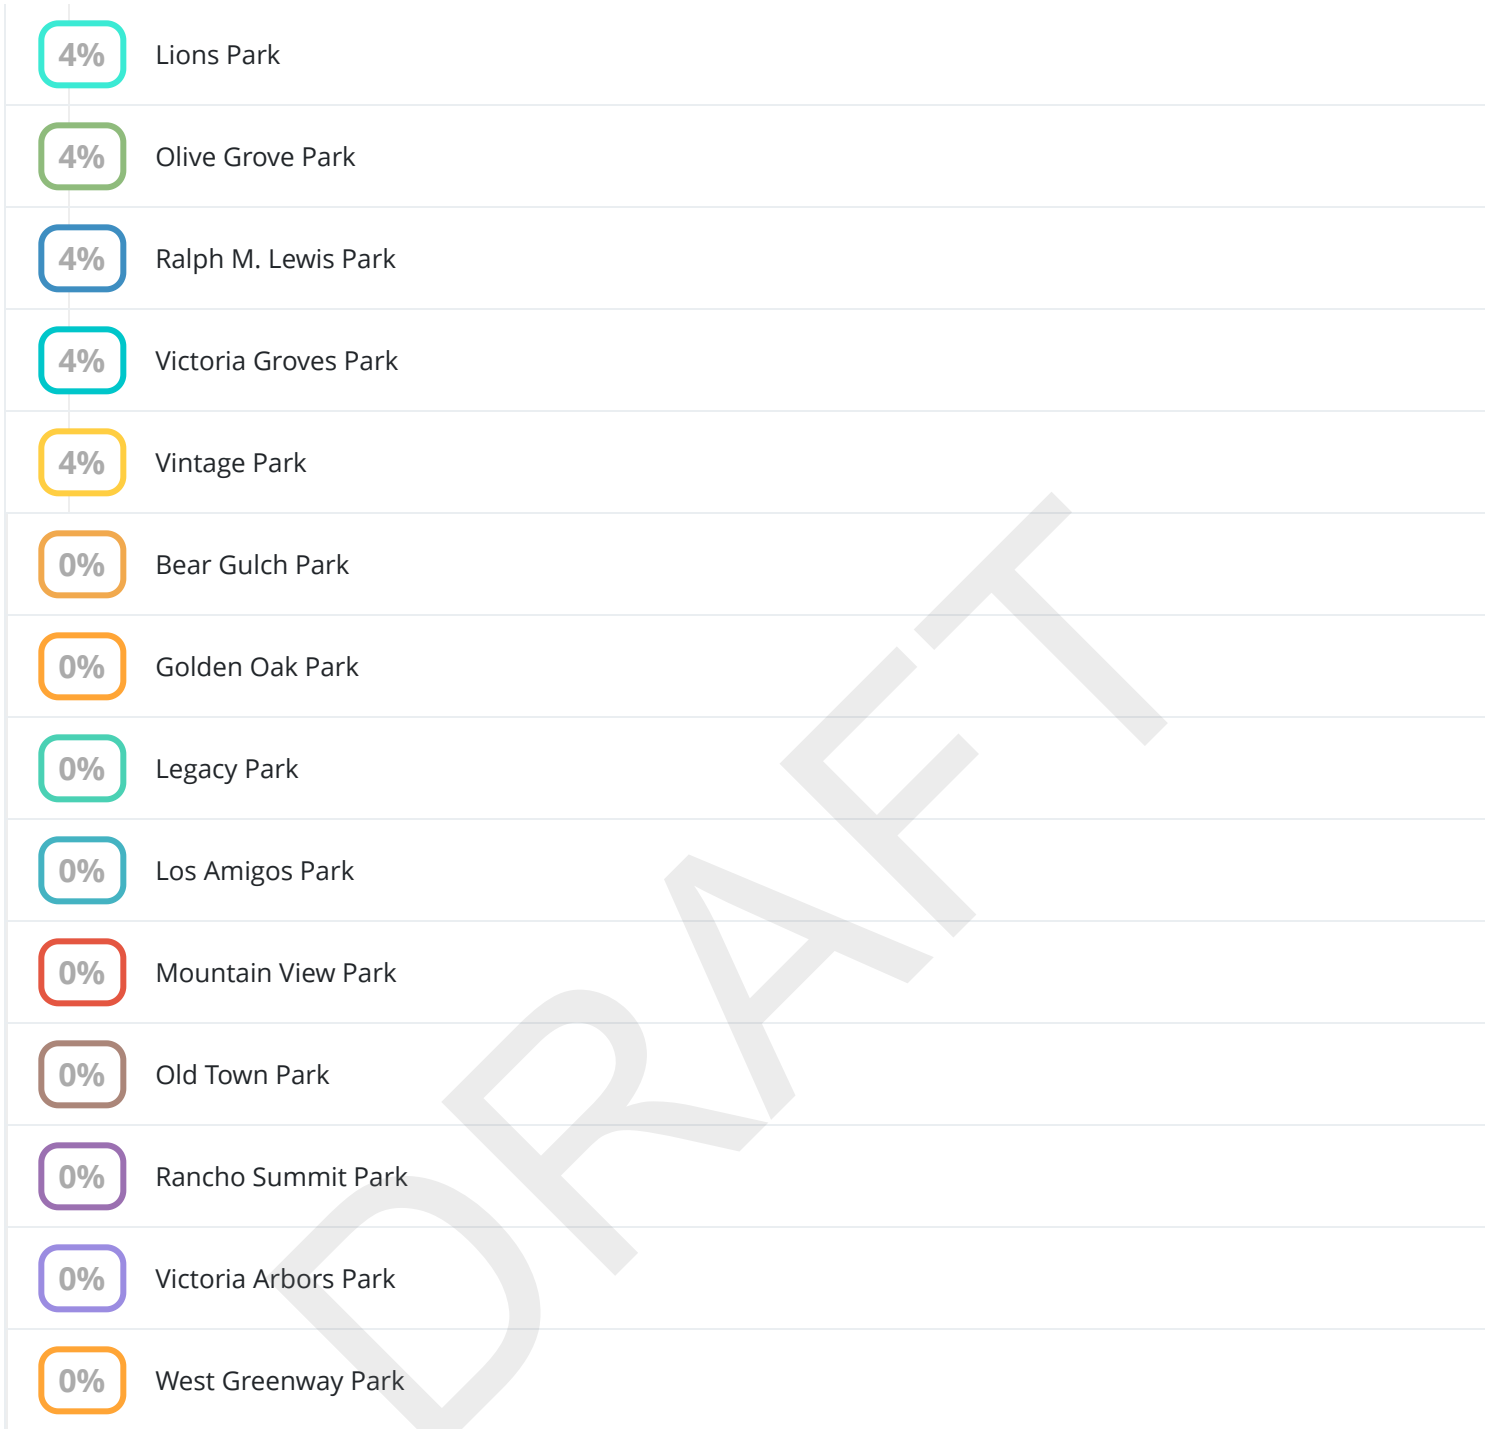 4% Lions Park
4% Olive Grove Park
4% Ralph M. Lewis Park
4% Victoria Groves Park
4% Vintage Park
0% Bear Gulch Park
0% Golden Oak Park
0% Legacy Park
0% Los Amigos Park
0% Mountain View Park
0% Old Town Park
0% Rancho Summit Park
0% Victoria Arbors Park
0% West Greenway Park
DRAFT